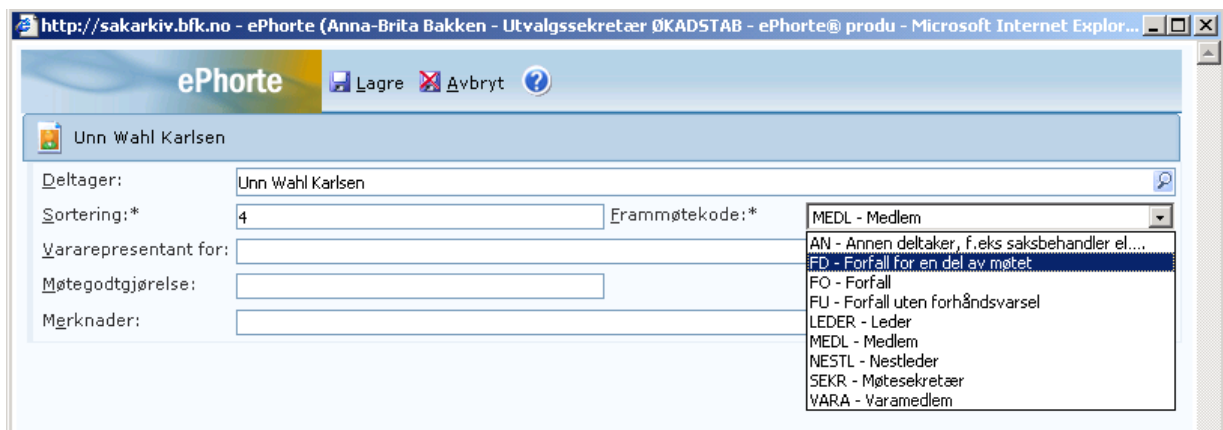 http://sakarkiv.bfk.no - ePhorte (Anna-Brita Bakken - Utvalgssekretær ØKADSTAB - ePhorte® produ - Microsoft Internet Explor...
ePhorte Lagre Avbryt ?
Unn Wahl Karlsen
Deltager: Unn Wahl Karlsen
Sortering:* 4 Frammøtekode:* MEDL - Medlem
Vararepresentant for:
Møtegodtgjørelse:
Merknader:
AN - Annen deltaker, f.eks saksbehandler el....
FD - Forfall for en del av møtet
FO - Forfall
FU - Forfall uten forhåndsvarsel
LEDER - Leder
MEDL - Medlem
NESTL - Nestleder
SEKR - Møtesekretær
VARA - Varamedlem